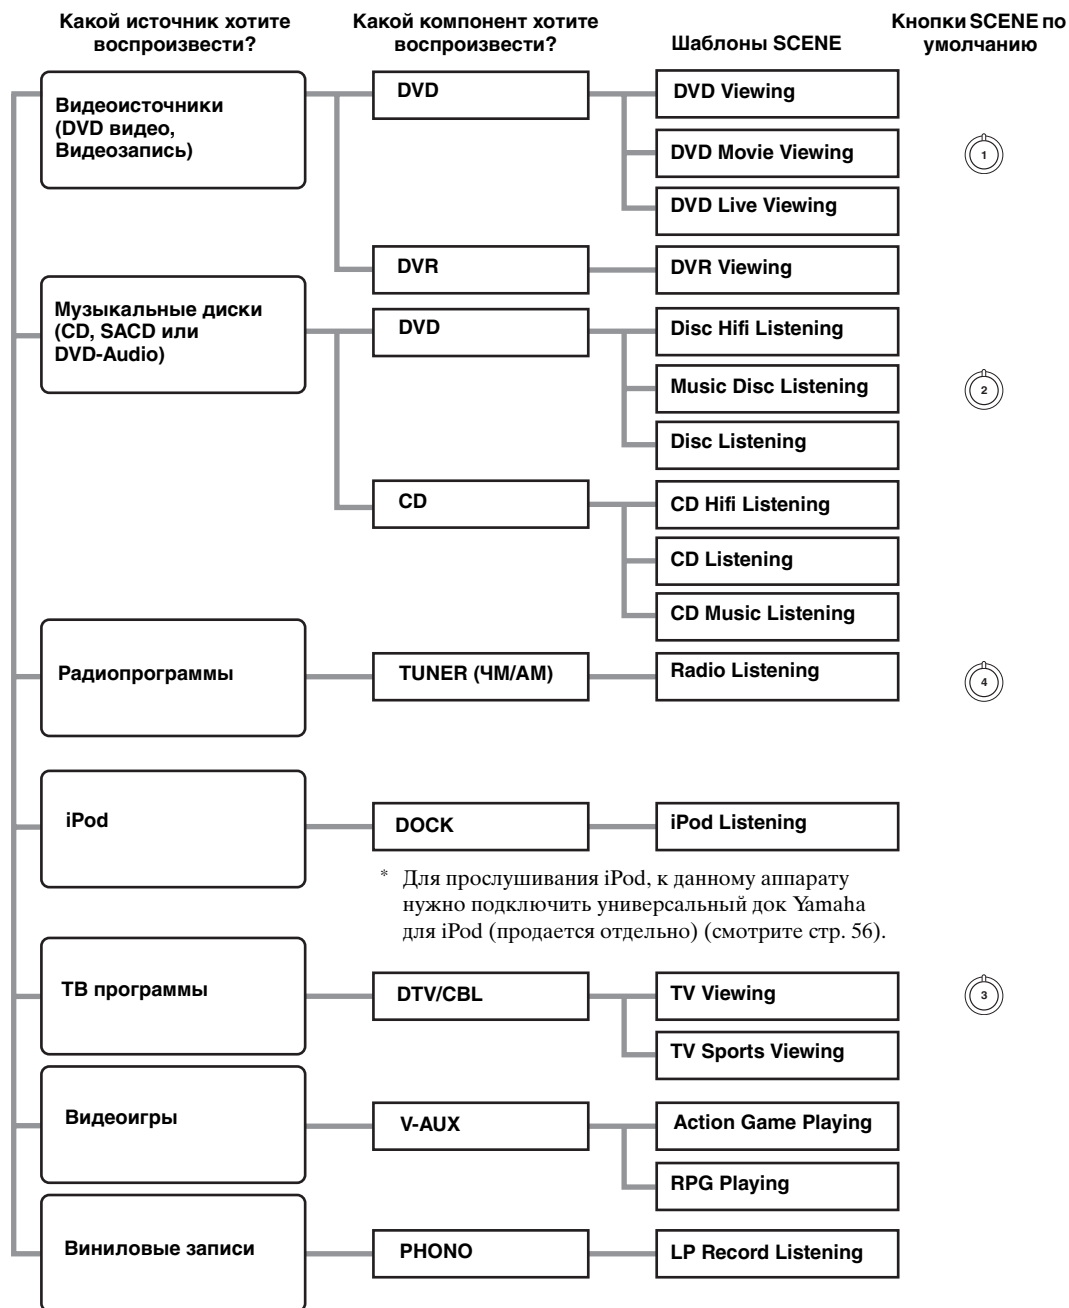 Какой источник хотите
воспроизвести?
Какой компонент хотите
воспроизвести?
Шаблоны SCENE
Кнопки SCENE по
умолчанию
Видеоисточники
(DVD видео,
Видеозапись)
DVD
DVD Viewing
DVD Movie Viewing
1
DVD Live Viewing
DVR
DVR Viewing
Музыкальные диски
(CD, SACD или
DVD-Audio)
DVD
Disc Hifi Listening
Music Disc Listening
2
Disc Listening
CD
CD Hifi Listening
CD Listening
CD Music Listening
Радиопрограммы
TUNER (ЧМ/АМ)
Radio Listening
4
iPod
DOCK
iPod Listening
* Для прослушивания iPod, к данному аппарату
нужно подключить универсальный док Yamaha
для iPod (продается отдельно) (смотрите стр. 56).
ТВ программы
DTV/CBL
TV Viewing
3
TV Sports Viewing
Видеоигры
V-AUX
Action Game Playing
RPG Playing
Виниловые записи
PHONO
LP Record Listening